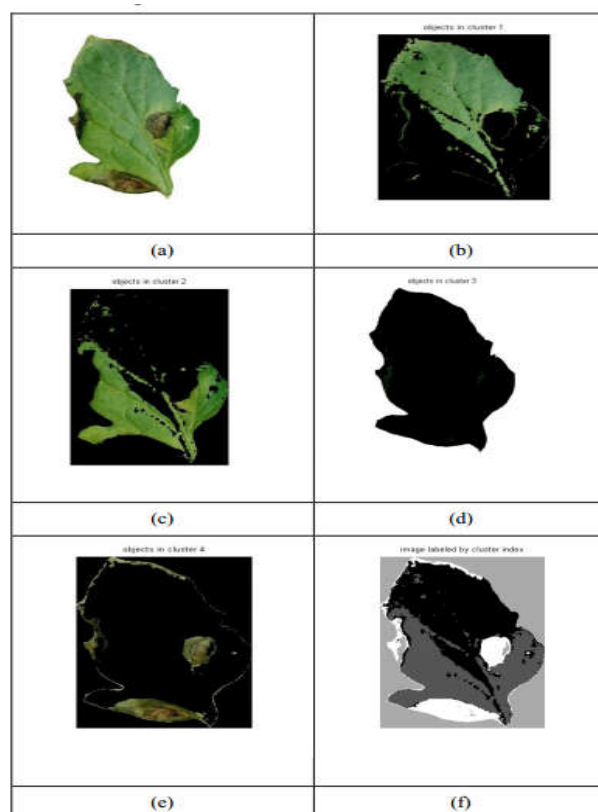 objects in cluster 1
(a)
(b)
objects in cluster 2
objects in cluster 3
(c)
(d)
objects in cluster 4
image labeled by cluster index
(e)
(f)